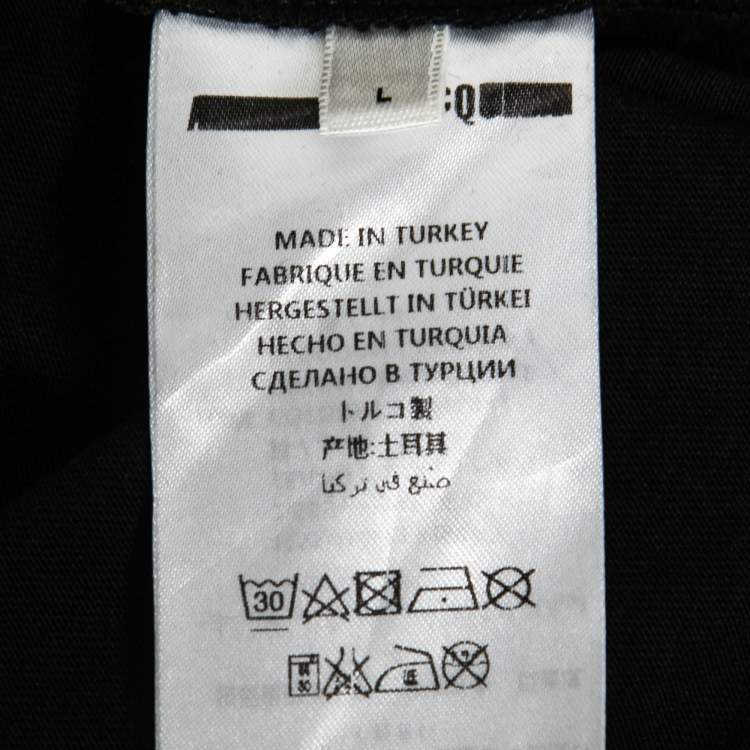 L
CQ
MADE IN TURKEY
FABRIQUE EN TURQUIE
HERGESTELLT IN TÜRKEI
HECHO EN TURQUIA
СДЕЛАНО В ТУРЦИИ
トルコ製
产地:土耳其
صنع في تركيا
30